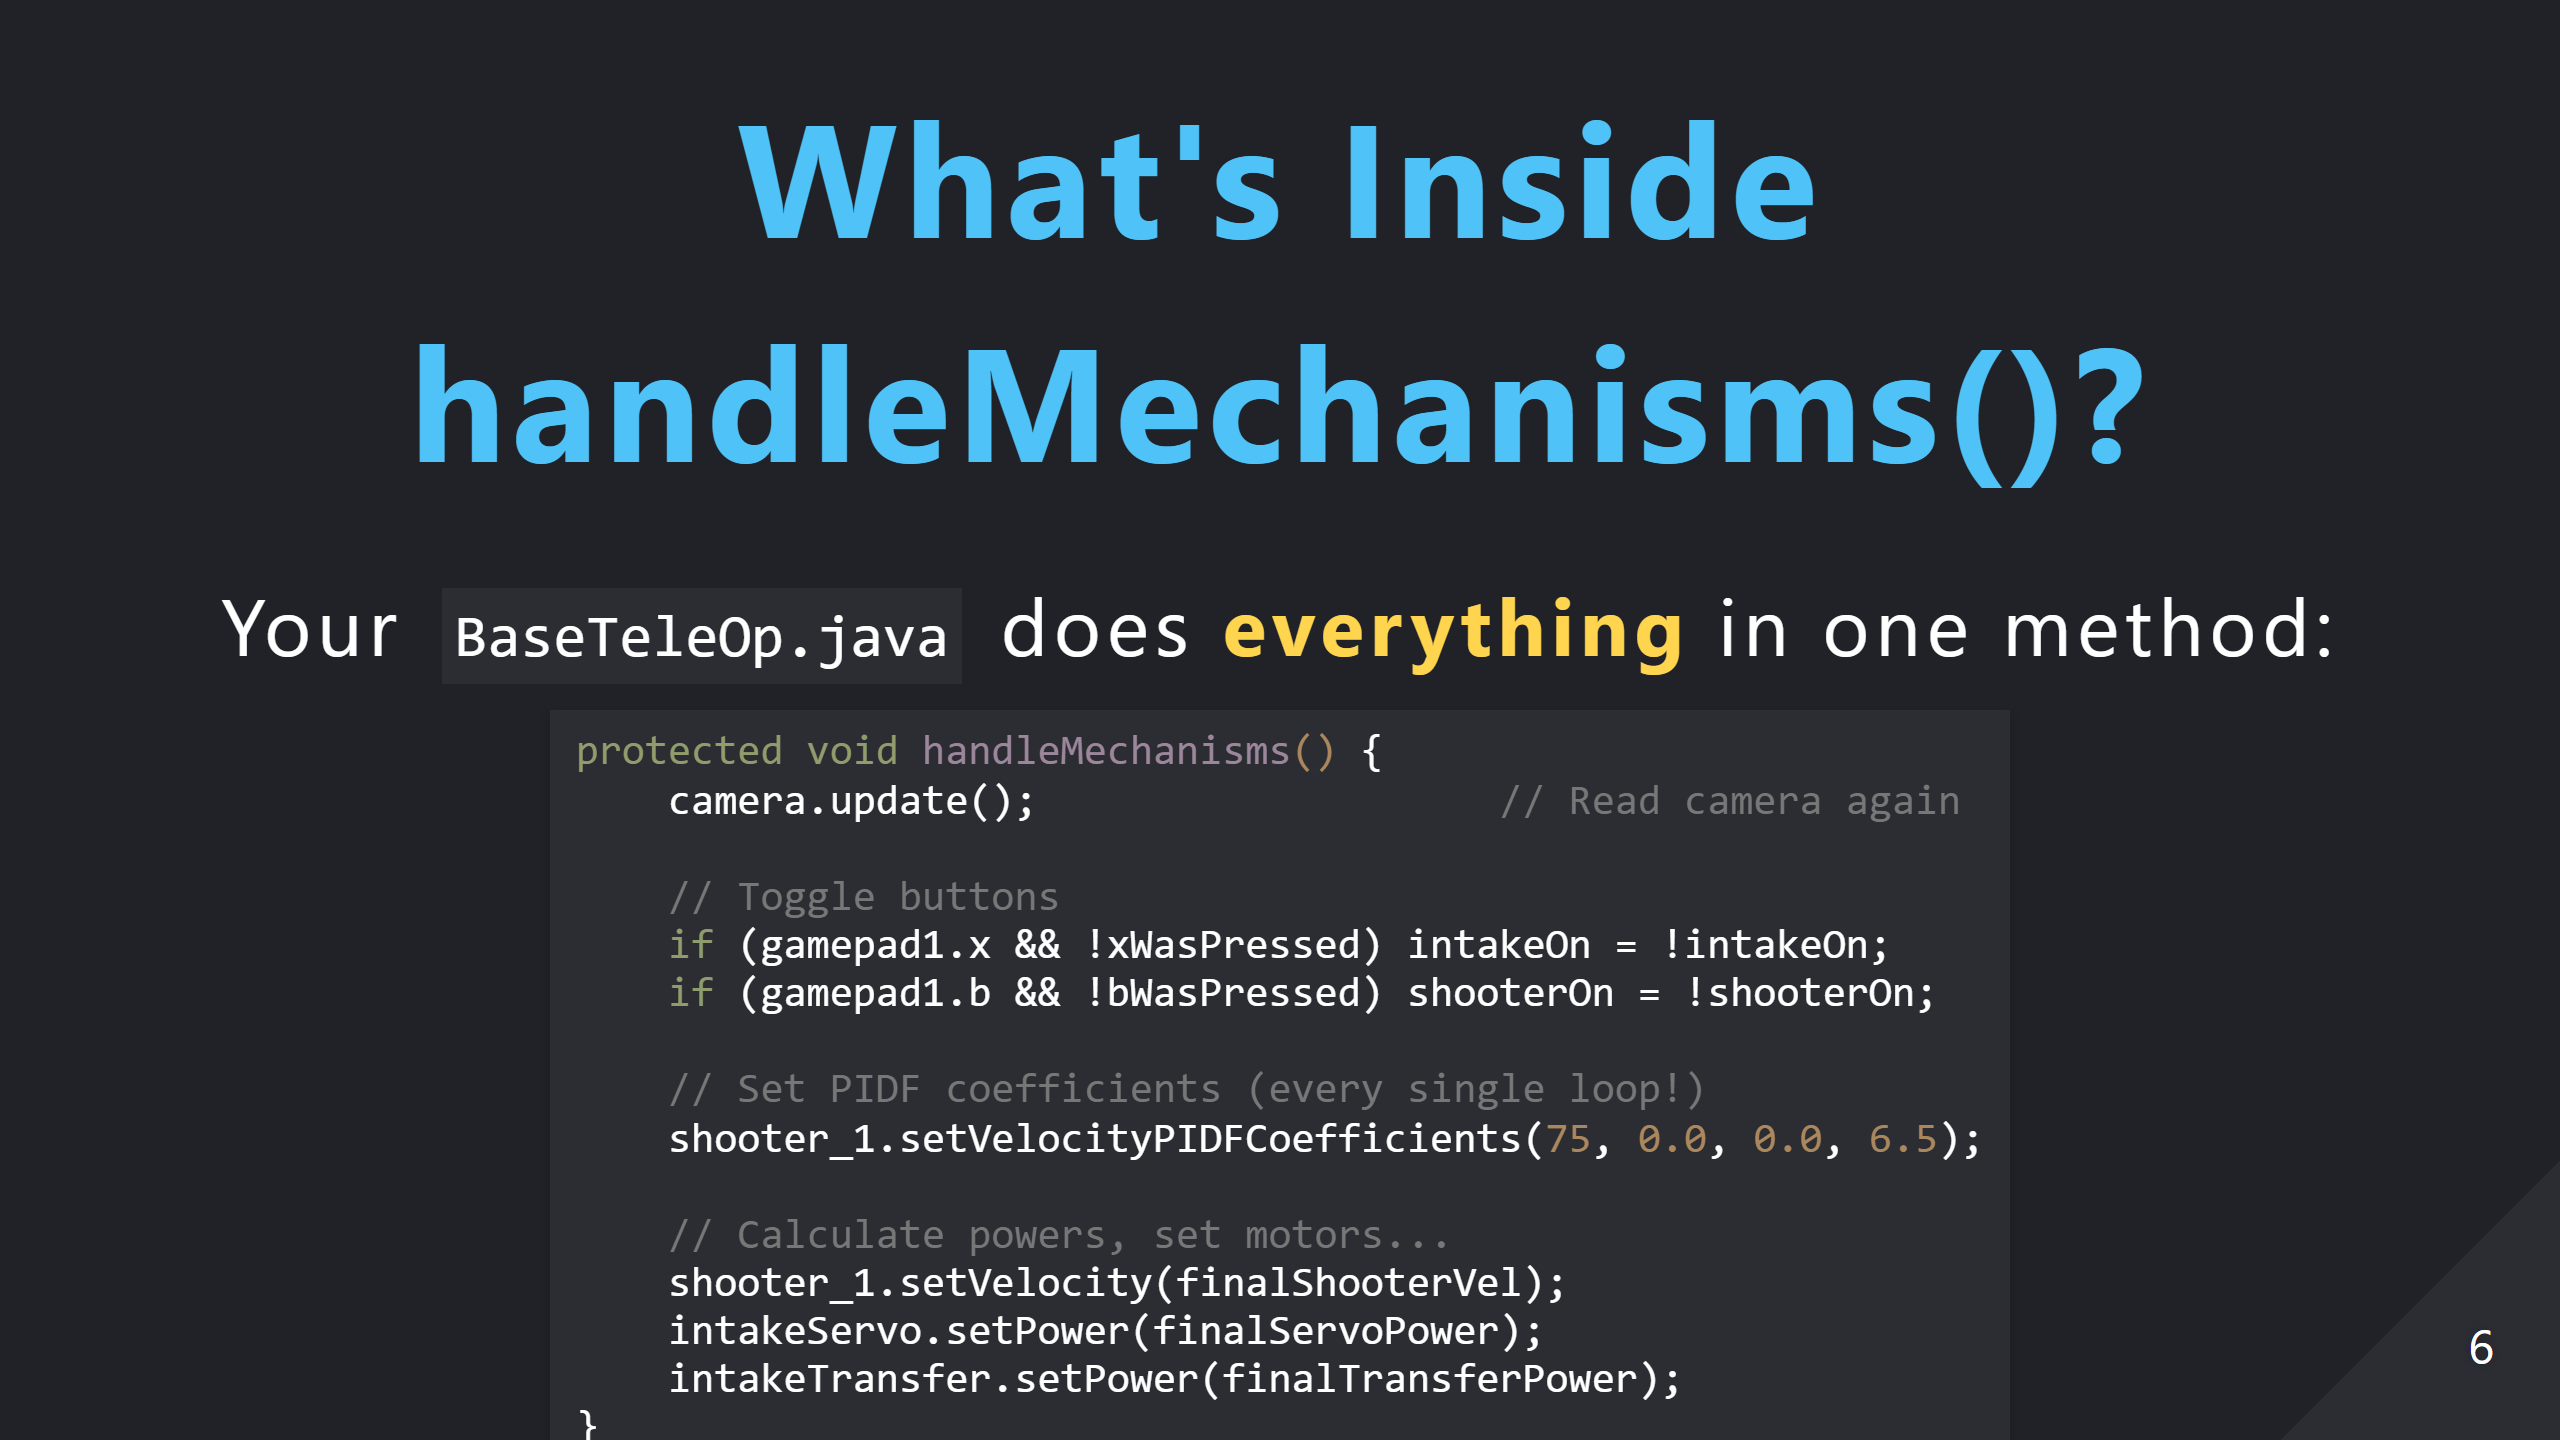 What's Inside
handleMechanisms()?
Your BaseTeleOp.java does everything in one method:
protected void handleMechanisms() {
    camera.update();                    // Read camera again

    // Toggle buttons
    if (gamepad1.x && !xWasPressed) intakeOn = !intakeOn;
    if (gamepad1.b && !bWasPressed) shooterOn = !shooterOn;

    // Set PIDF coefficients (every single loop!)
    shooter_1.setVelocityPIDFCoefficients(75, 0.0, 0.0, 6.5);

    // Calculate powers, set motors...
    shooter_1.setVelocity(finalShooterVel);
    intakeServo.setPower(finalServoPower);
    intakeTransfer.setPower(finalTransferPower);
}
6